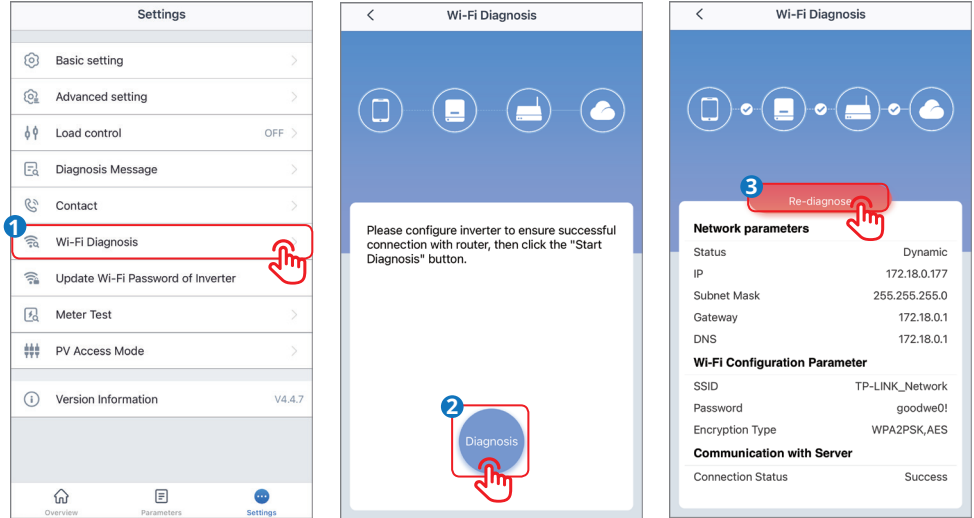 Settings
Basic setting
Advanced setting
Load control OFF
Diagnosis Message
Contact
1
Wi-Fi Diagnosis
Update Wi-Fi Password of Inverter
Meter Test
PV Access Mode
Version Information V4.4.7
Overview Parameters Settings
Wi-Fi Diagnosis
Please configure inverter to ensure successful
connection with router, then click the "Start
Diagnosis" button.
2
Diagnosis
Wi-Fi Diagnosis
3
Re-diagnose
Network parameters
Status Dynamic
IP 172.18.0.177
Subnet Mask 255.255.255.0
Gateway 172.18.0.1
DNS 172.18.0.1
Wi-Fi Configuration Parameter
SSID TP-LINK_Network
Password goodwe0!
Encryption Type WPA2PSK,AES
Communication with Server
Connection Status Success